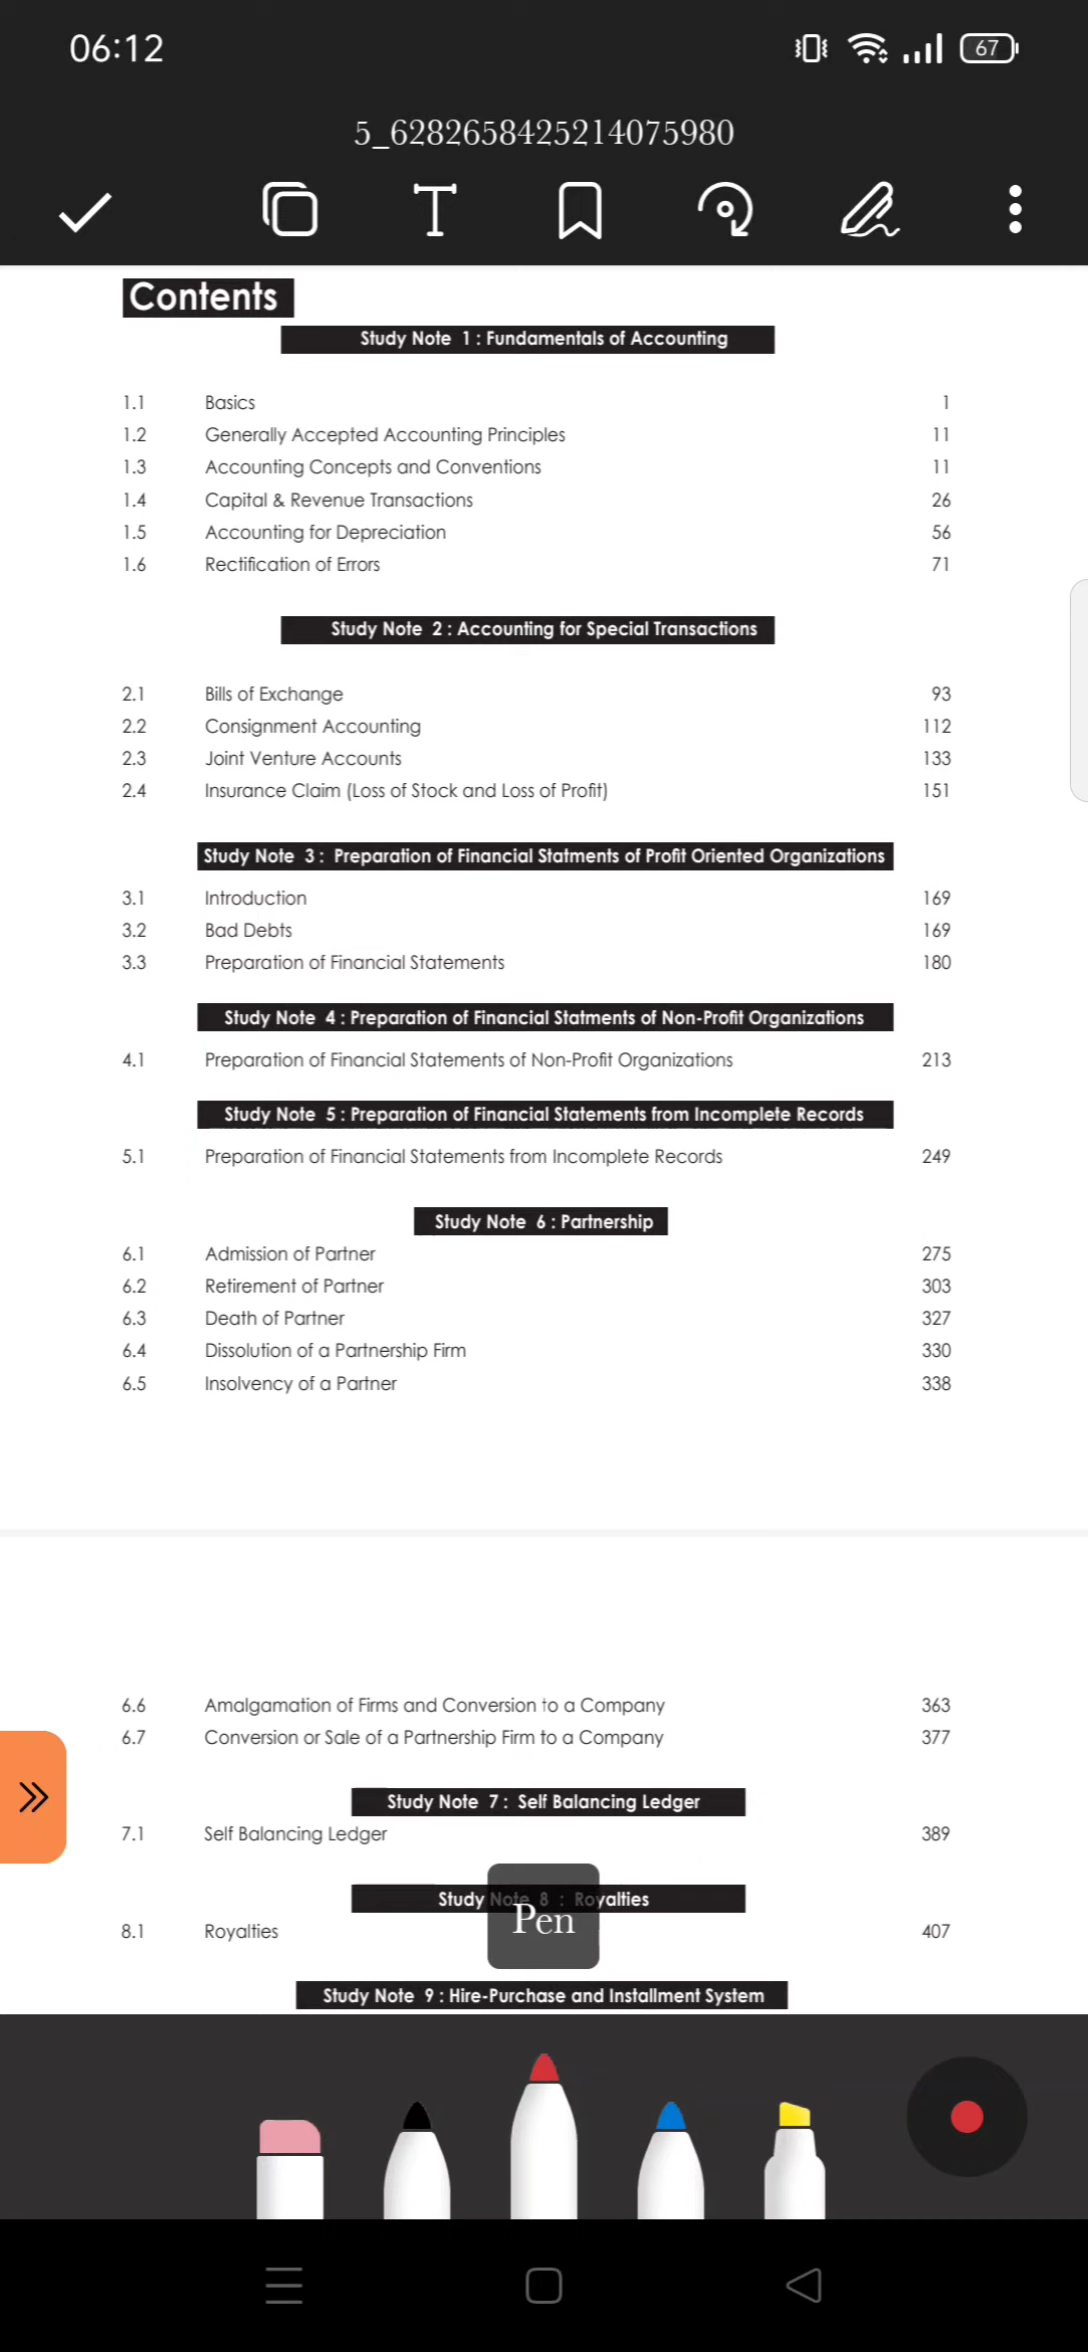 06:12
67
5_6282658425214075980
T
Contents
Study Note 1 : Fundamentals of Accounting
1.1 Basics 1
1.2 Generally Accepted Accounting Principles 11
1.3 Accounting Concepts and Conventions 11
1.4 Capital & Revenue Transactions 26
1.5 Accounting for Depreciation 56
1.6 Rectification of Errors 71
Study Note 2 : Accounting for Special Transactions
2.1 Bills of Exchange 93
2.2 Consignment Accounting 112
2.3 Joint Venture Accounts 133
2.4 Insurance Claim (Loss of Stock and Loss of Profit) 151
Study Note 3 : Preparation of Financial Statments of Profit Oriented Organizations
3.1 Introduction 169
3.2 Bad Debts 169
3.3 Preparation of Financial Statements 180
Study Note 4 : Preparation of Financial Statments of Non-Profit Organizations
4.1 Preparation of Financial Statements of Non-Profit Organizations 213
Study Note 5 : Preparation of Financial Statements from Incomplete Records
5.1 Preparation of Financial Statements from Incomplete Records 249
Study Note 6 : Partnership
6.1 Admission of Partner 275
6.2 Retirement of Partner 303
6.3 Death of Partner 327
6.4 Dissolution of a Partnership Firm 330
6.5 Insolvency of a Partner 338
6.6 Amalgamation of Firms and Conversion to a Company 363
6.7 Conversion or Sale of a Partnership Firm to a Company 377
Study Note 7 : Self Balancing Ledger
7.1 Self Balancing Ledger 389
Study Note 8 : Royalties
Pen
8.1 Royalties 407
Study Note 9 : Hire-Purchase and Installment System